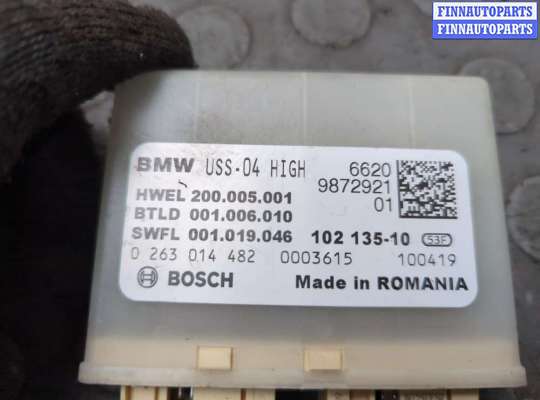 FINNAUTOPARTS
FINNAUTOPARTS
BMW USS-04 HIGH 6620
9872921
HWEL 200.005.001 01
BTLD 001.006.010
SWFL 001.019.046 102 135-10 53F
0 263 014 482 0003615 100419
BOSCH Made in ROMANIA